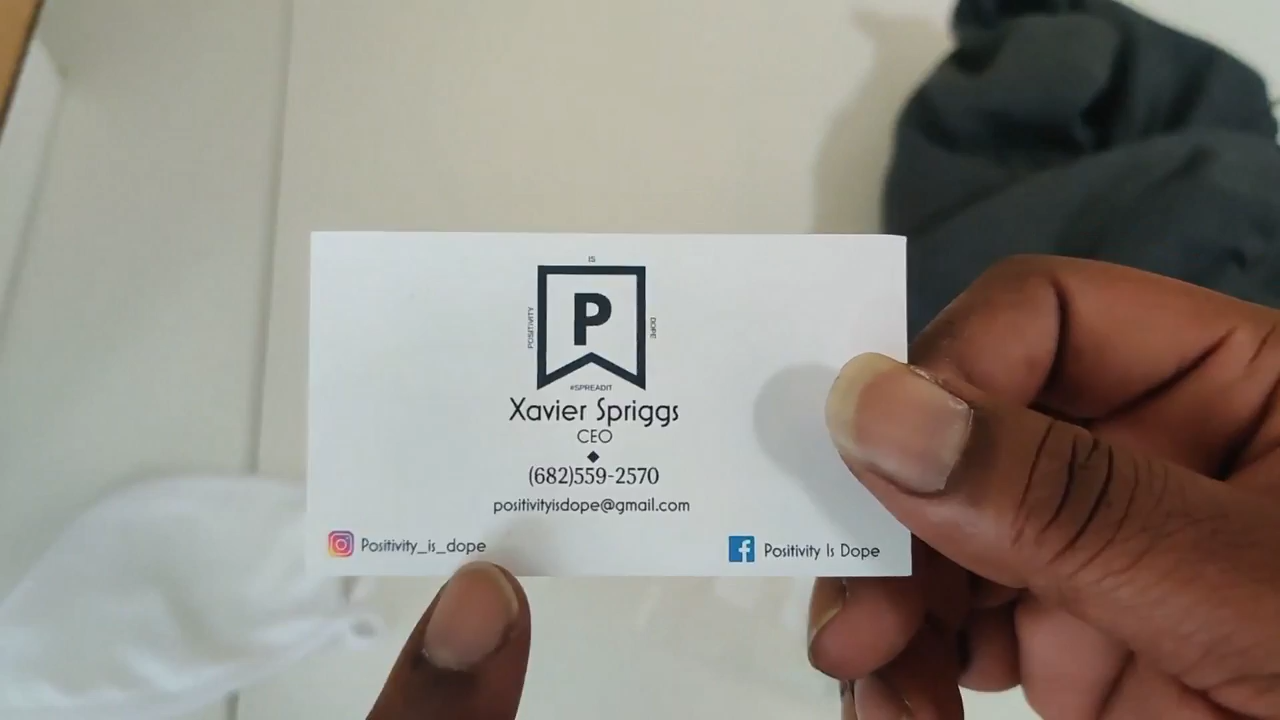 IS
POSITIVITY
P
DOPE
#SPREADIT
Xavier Spriggs
CEO
(682)559-2570
positivityisdope@gmail.com
Positivity_is_dope
Positivity Is Dope